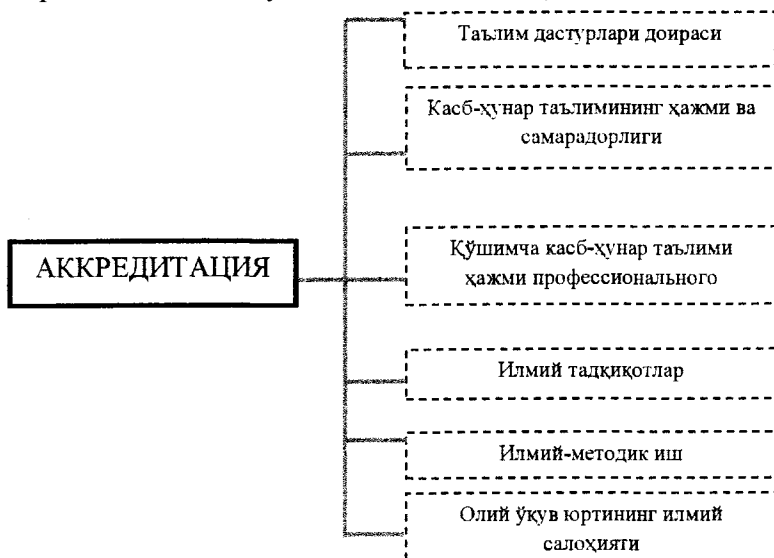 Таълим дастурлари доираси
Касб-ҳунар таълимининг ҳажми ва
самарадорлиги
АККРЕДИТАЦИЯ
Қўшимча касб-ҳунар таълими
ҳажми профессионального
Илмий тадқиқотлар
Илмий-методик иш
Олий ўқув юртининг илмий
салоҳияти